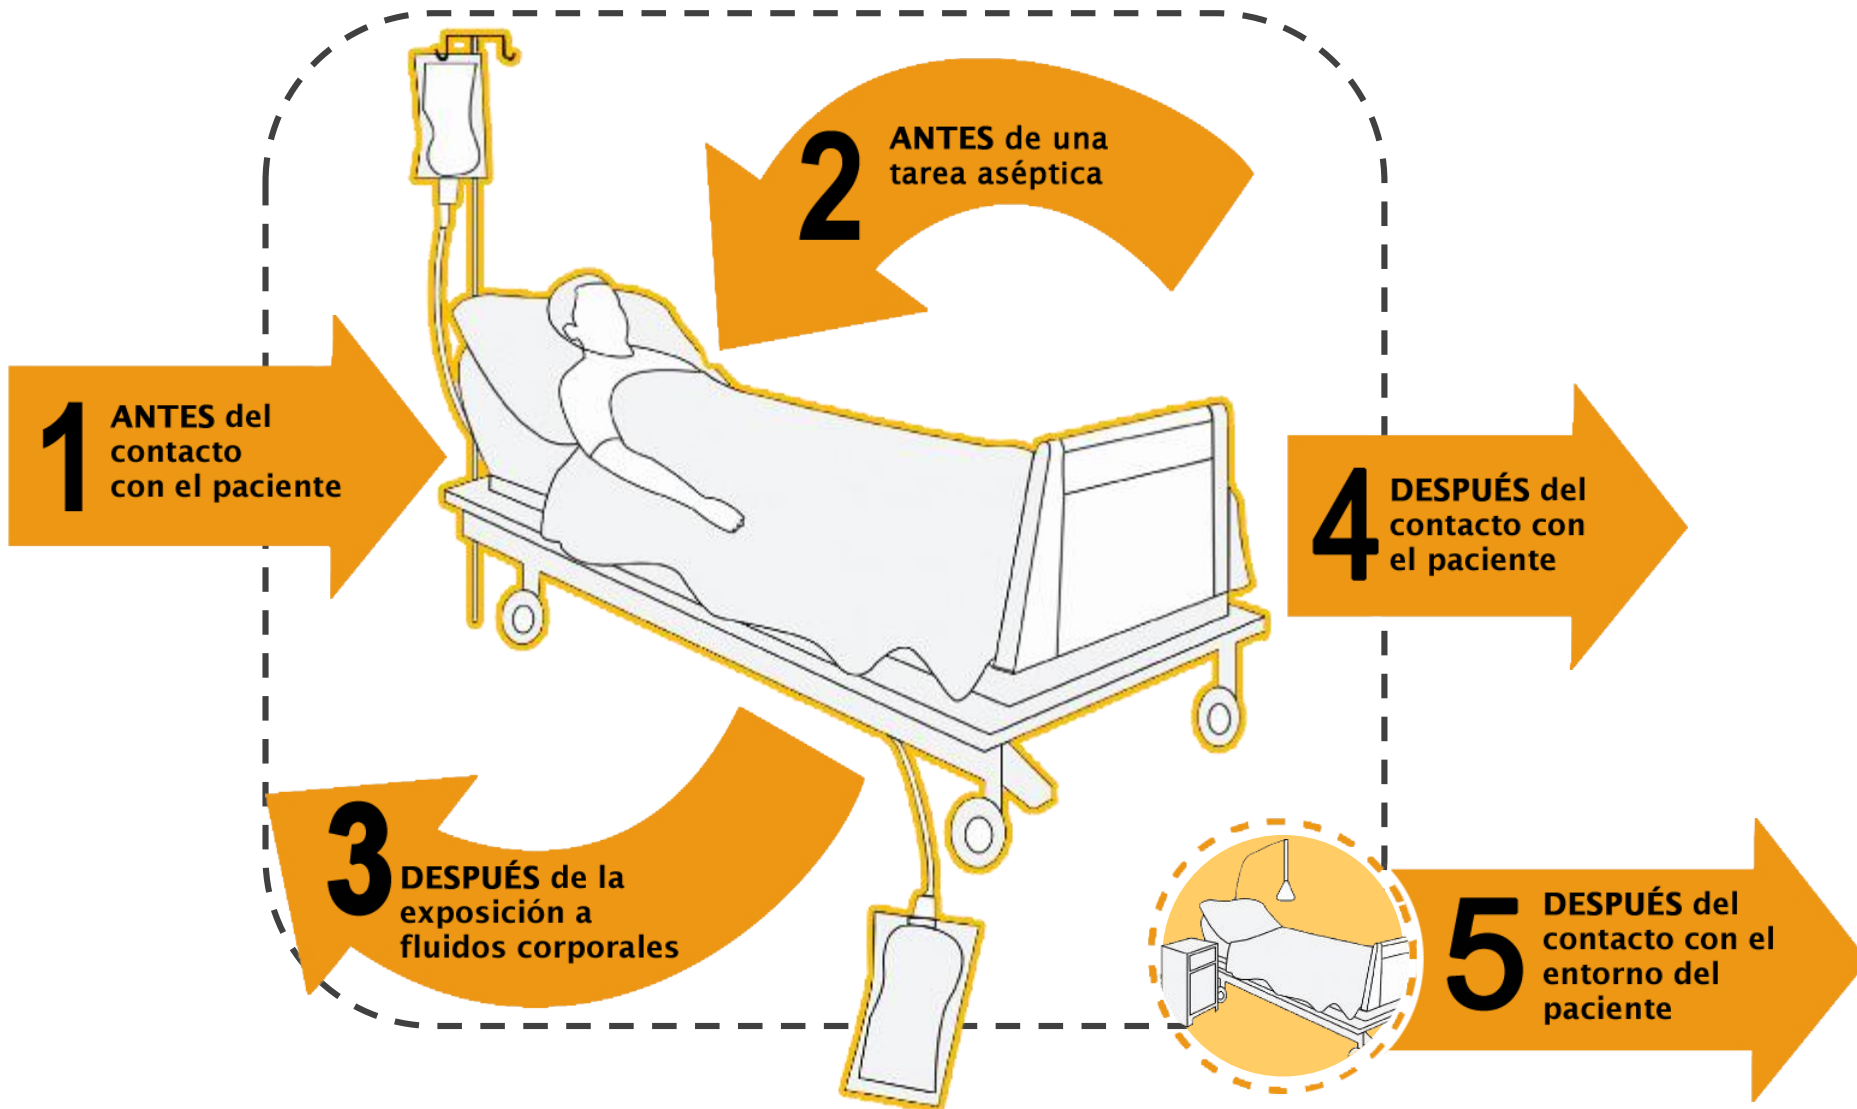 1
ANTES del
contacto
con el paciente
2
ANTES de una
tarea aséptica
3
DESPUÉS de la
exposición a
fluidos corporales
4
DESPUÉS del
contacto con
el paciente
5
DESPUÉS del
contacto con el
entorno del
paciente